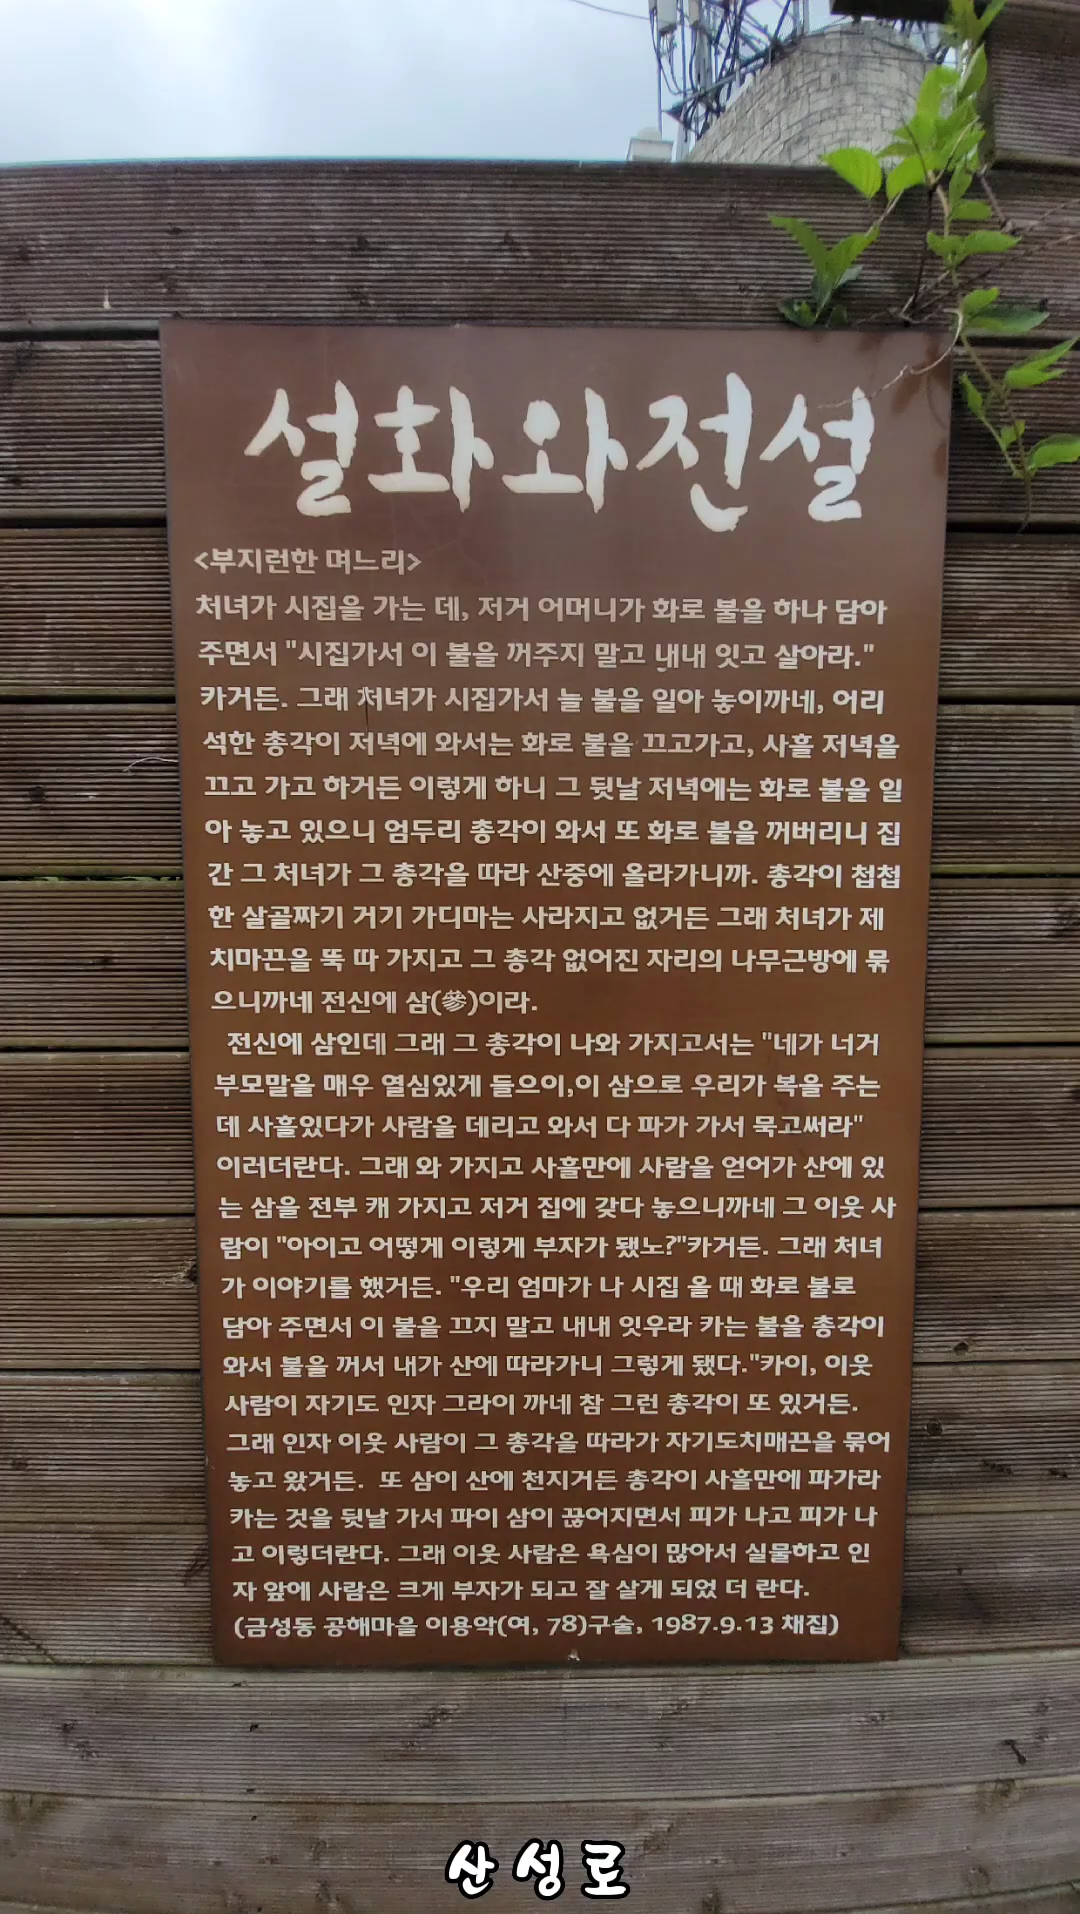 설화와전설
<부지런한 며느리>
처녀가 시집을 가는 데, 저거 어머니가 화로 불을 하나 담아
주면서 "시집가서 이 불을 꺼주지 말고 내내 잇고 살아라."
카거든. 그래 처녀가 시집가서 늘 불을 일아 놓이까네, 어리
석한 총각이 저녁에 와서는 화로 불을 끄고가고, 사흘 저녁을
끄고 가고 하거든 이렇게 하니 그 뒷날 저녁에는 화로 불을 일
아 놓고 있으니 엄두리 총각이 와서 또 화로 불을 꺼버리니 집
간 그 처녀가 그 총각을 따라 산중에 올라가니까. 총각이 첩첩
한 살골짜기 거기 가디마는 사라지고 없거든 그래 처녀가 제
치마끈을 뚝 따 가지고 그 총각 없어진 자리의 나무근방에 묶
으니까네 전신에 삼(參)이라.
전신에 삼인데 그래 그 총각이 나와 가지고서는 "네가 너거
부모말을 매우 열심있게 들으이,이 삼으로 우리가 복을 주는
데 사흘있다가 사람을 데리고 와서 다 파가 가서 묵고써라"
이러더란다. 그래 와 가지고 사흘만에 사람을 얻어가 산에 있
는 삼을 전부 캐 가지고 저거 집에 갖다 놓으니까네 그 이웃 사
람이 "아이고 어떻게 이렇게 부자가 됐노?"카거든. 그래 처녀
가 이야기를 했거든. "우리 엄마가 나 시집 올 때 화로 불로
담아 주면서 이 불을 끄지 말고 내내 잇우라 카는 불을 총각이
와서 불을 꺼서 내가 산에 따라가니 그렇게 됐다."카이, 이웃
사람이 자기도 인자 그라이 까네 참 그런 총각이 또 있거든.
그래 인자 이웃 사람이 그 총각을 따라가 자기도치매끈을 묶어
놓고 왔거든. 또 삼이 산에 천지거든 총각이 사흘만에 파가라
카는 것을 뒷날 가서 파이 삼이 끊어지면서 피가 나고 피가 나
고 이렇더란다. 그래 이웃 사람은 욕심이 많아서 실물하고 인
자 앞에 사람은 크게 부자가 되고 잘 살게 되었 더 란다.
(금성동 공해마을 이용악(여, 78)구술, 1987.9.13 채집)
산성로